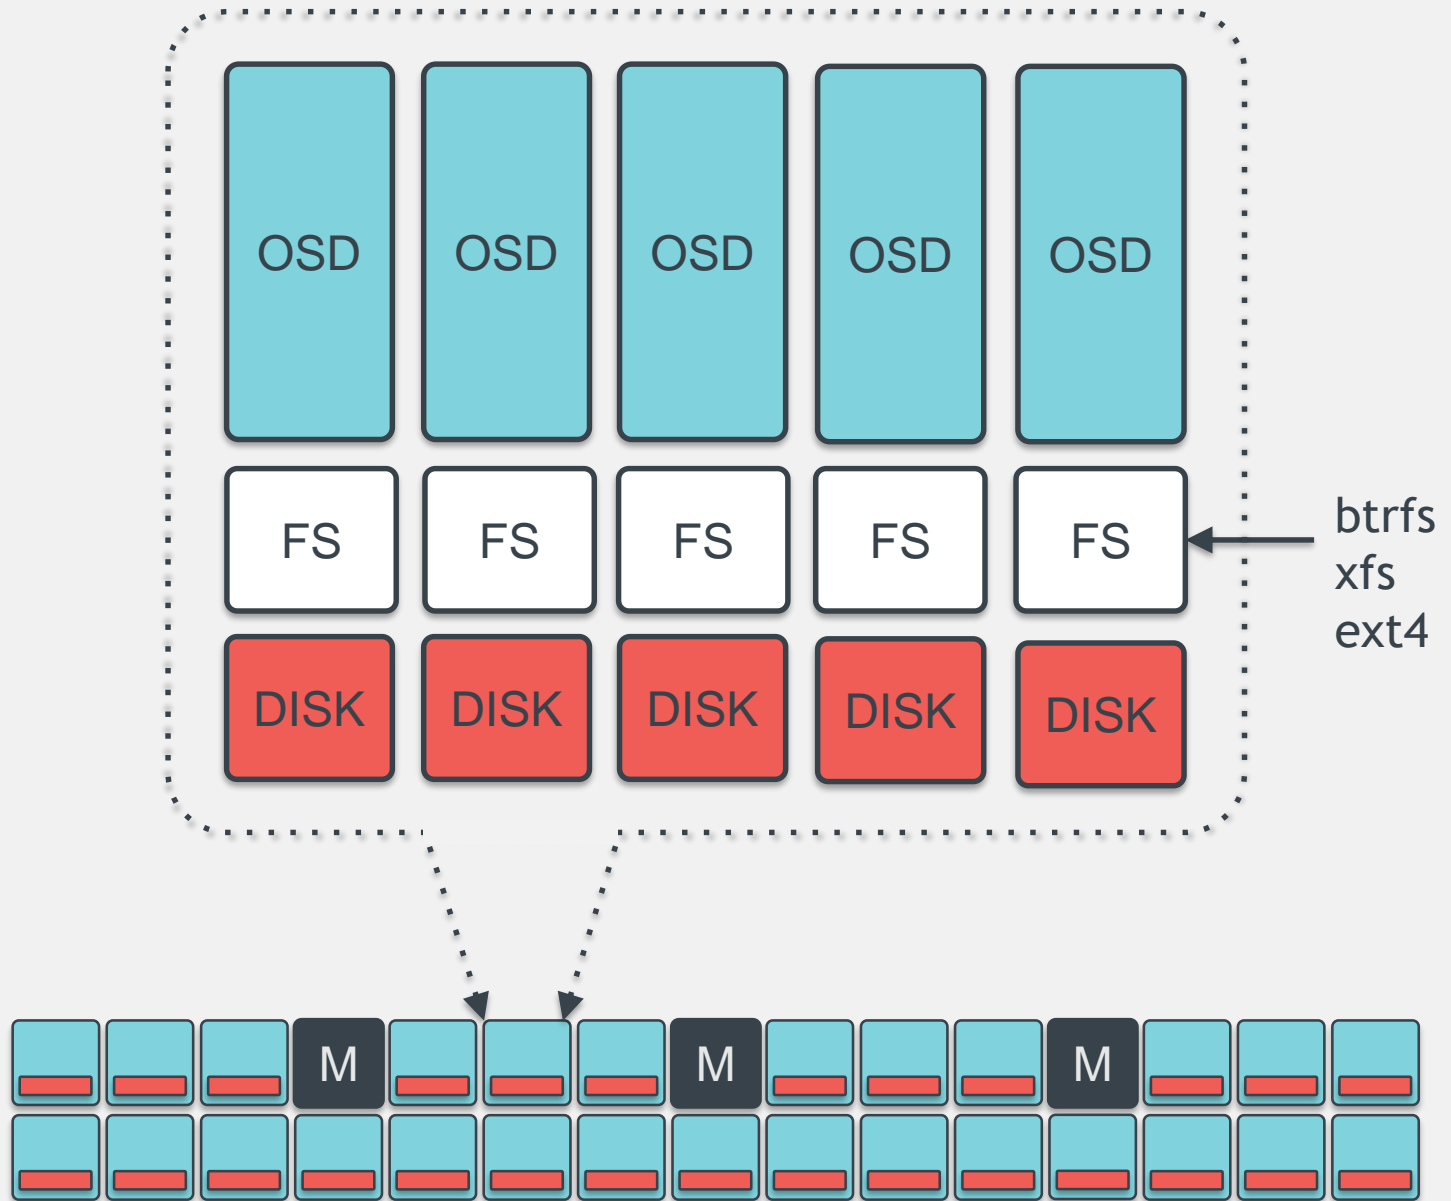 OSD OSD OSD OSD OSD
FS FS FS FS FS
btrfs
xfs
ext4
DISK DISK DISK DISK DISK
M M M